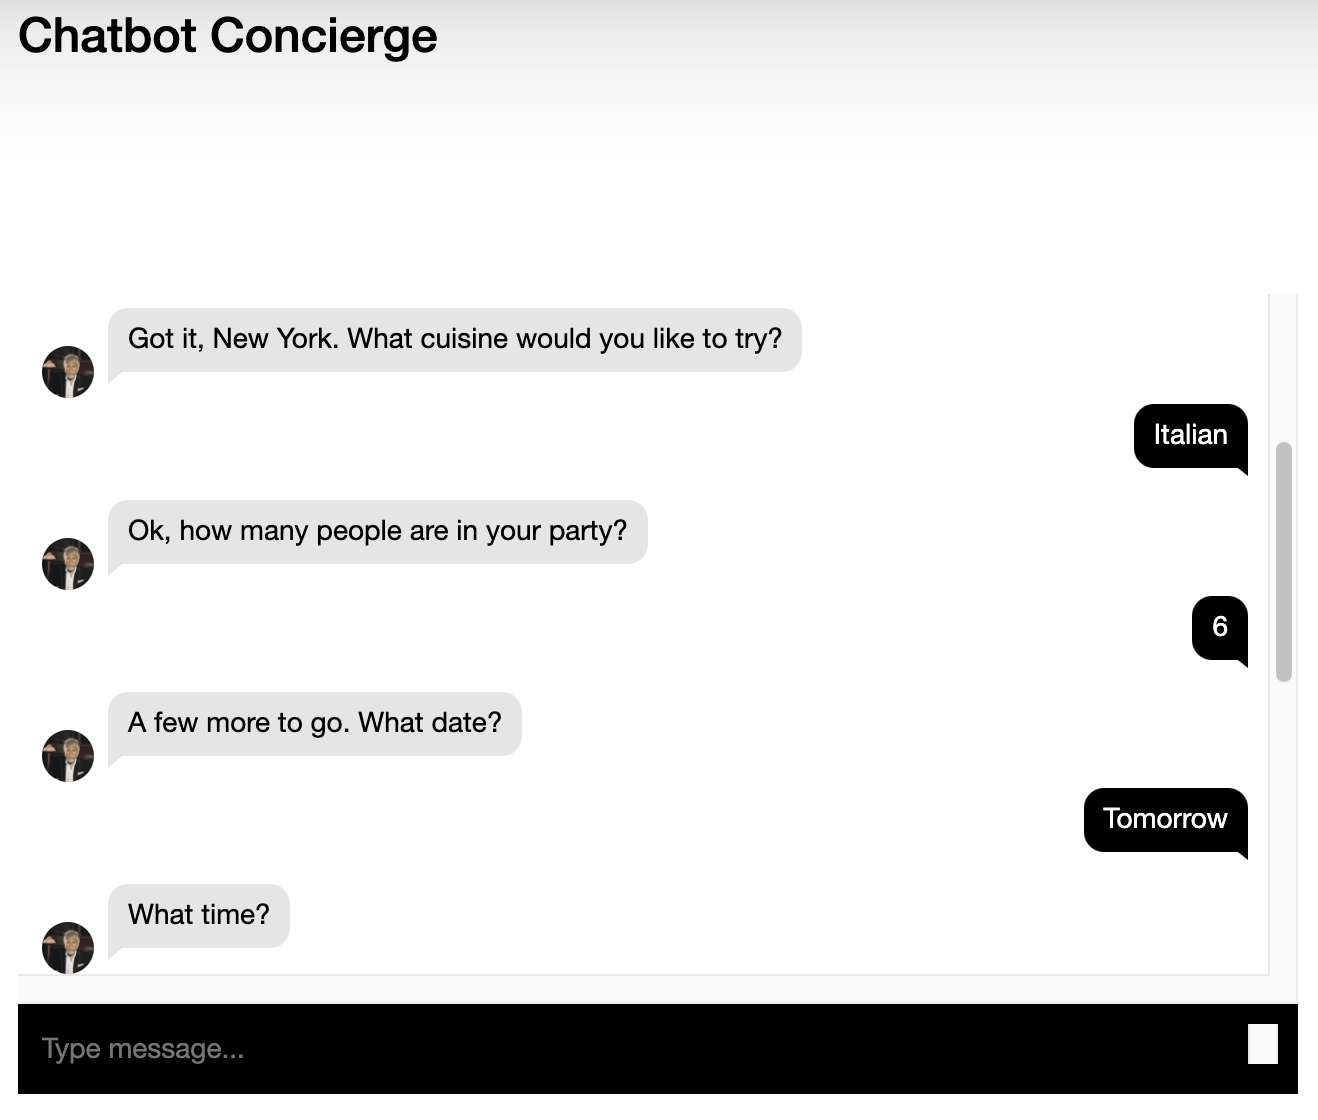 Chatbot Concierge
Got it, New York. What cuisine would you like to try?
Italian
Ok, how many people are in your party?
6
A few more to go. What date?
Tomorrow
What time?
Type message...